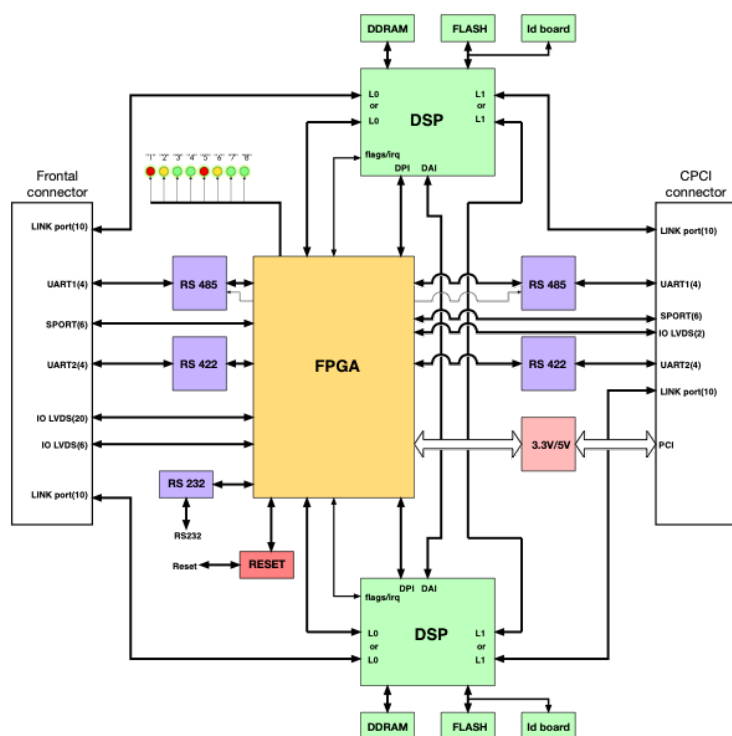 DDRAM
FLASH
Id board
L0
or
L0
DSP
L1
or
L1
flags/irq
DPI
DAI
"1" "2" "3" "4" "5" "6" "7" "8"
Frontal
connector
CPCI
connector
LINK port(10)
LINK port(10)
UART1(4)
RS 485
RS 485
UART1(4)
SPORT(6)
SPORT(6)
IO LVDS(2)
UART2(4)
RS 422
FPGA
RS 422
UART2(4)
LINK port(10)
IO LVDS(20)
IO LVDS(6)
3.3V/5V
PCI
RS 232
LINK port(10)
RS232
Reset
RESET
DPI
DAI
flags/irq
L0
or
L0
DSP
L1
or
L1
DDRAM
FLASH
Id board